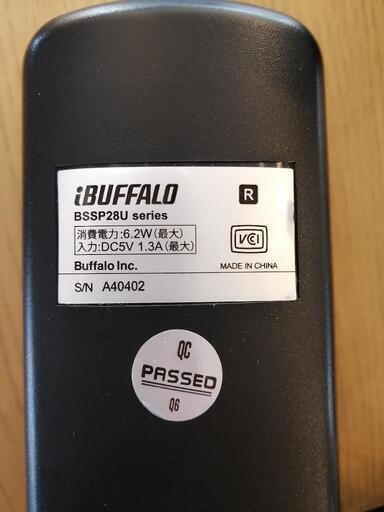 iBUFFALO
R
BSSP28U series
消費電力:6.2W(最大)
入力:DC5V 1.3A(最大)
VCI
Buffalo Inc.
MADE IN CHINA
S/N A40402
QC
PASSED
Q6